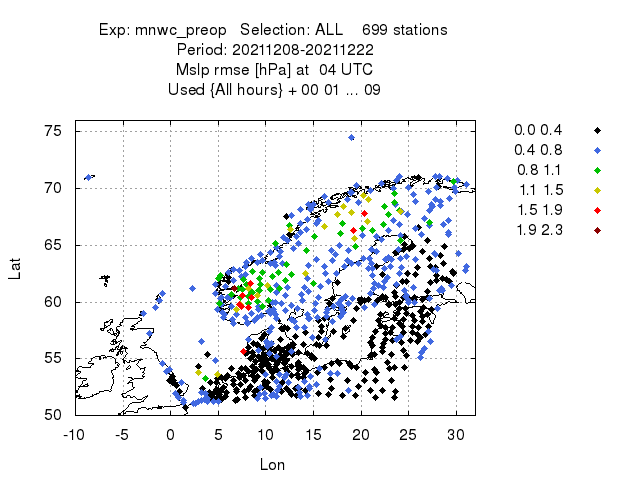 Exp: mnwc_preop   Selection: ALL    699 stations
Period: 20211208-20211222
Mslp rmse [hPa] at  04 UTC
Used {All hours} + 00 01 ... 09
0.0 0.4
0.4 0.8
0.8 1.1
1.1 1.5
1.5 1.9
1.9 2.3
75
70
65
60
55
50
Lat
-10 -5 0 5 10 15 20 25 30
Lon